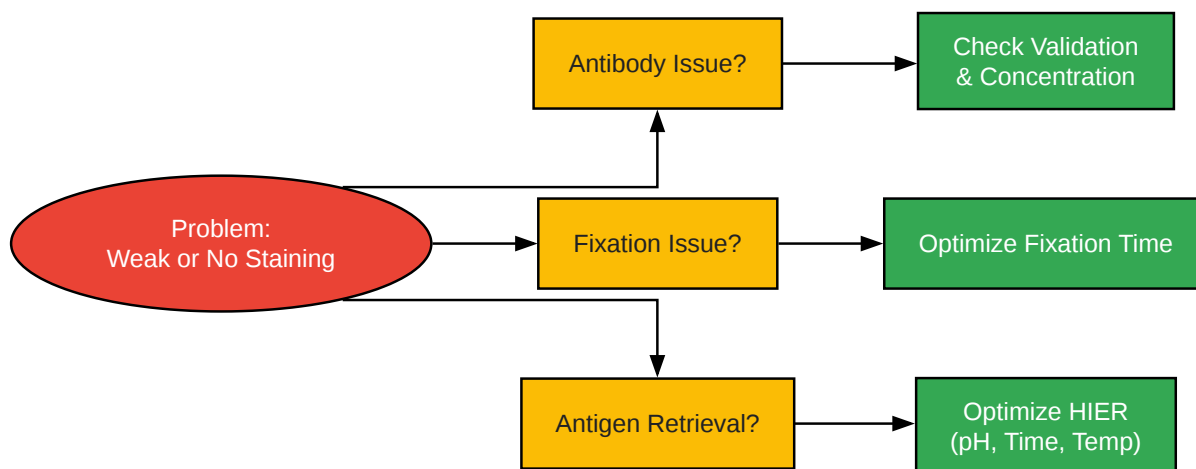 Antibody Issue?
Check Validation
& Concentration
Problem:
Weak or No Staining
Fixation Issue?
Optimize Fixation Time
Antigen Retrieval?
Optimize HIER
(pH, Time, Temp)